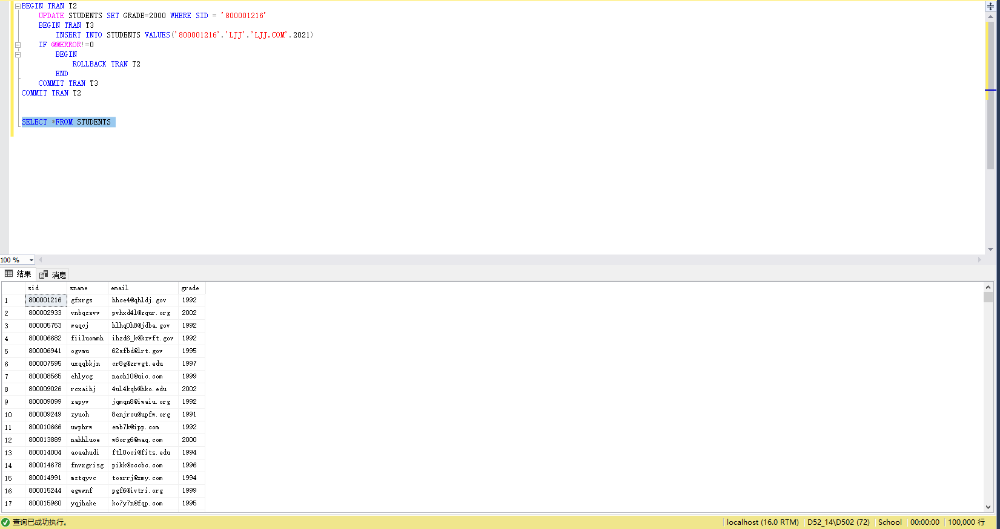 BEGIN TRAN T2
UPDATE STUDENTS SET GRADE=2000 WHERE SID = '800001216'
BEGIN TRAN T3
INSERT INTO STUDENTS VALUES('800001216','LJJ','LJJ.COM',2021)
IF @@ERROR!=0
BEGIN
ROLLBACK TRAN T2
END
COMMIT TRAN T3
COMMIT TRAN T2
SELECT *FROM STUDENTS
100 %
结果 消息
sid sname email grade
1 800001216 gfxrgs hhce4@qhldj.gov 1992
2 800002933 vnbqzsvv pvhxd4l@zqur.org 2002
3 800005753 waqcj hlhq0h8@jdba.gov 1992
4 800006682 fiiluommh ihzd6_k@kzvft.gov 1992
5 800006941 ogvmu 62sfbd@lrt.gov 1995
6 800007595 uxqqbkjn cr8g@zrvgt.edu 1997
7 800008565 ehlycg nach10@uic.com 1999
8 800009026 rcxaihj 4ul4kqb@hko.edu 2002
9 800009099 zapyv jqmqn8@iwaiu.org 1992
10 800009249 zyuoh 8enjrcu@upfw.org 1991
11 800010666 uwphrw emb7k@ipp.com 1992
12 800013889 nahhluoe w6org6@maq.com 2000
13 800014004 aoaahudi ftl0oci@fits.edu 1994
14 800014678 fnvxgrisg pikk@cccbc.com 1996
15 800014991 mztqyvc tosrrj@xmy.com 1994
16 800015244 egwwnf pgf6@ivtri.org 1999
17 800015960 yqjhake ko7y7n@fqp.com 1995
查询已成功执行。 localhost (16.0 RTM) D52_14\D502 (72) School 00:00:00 100,000 行